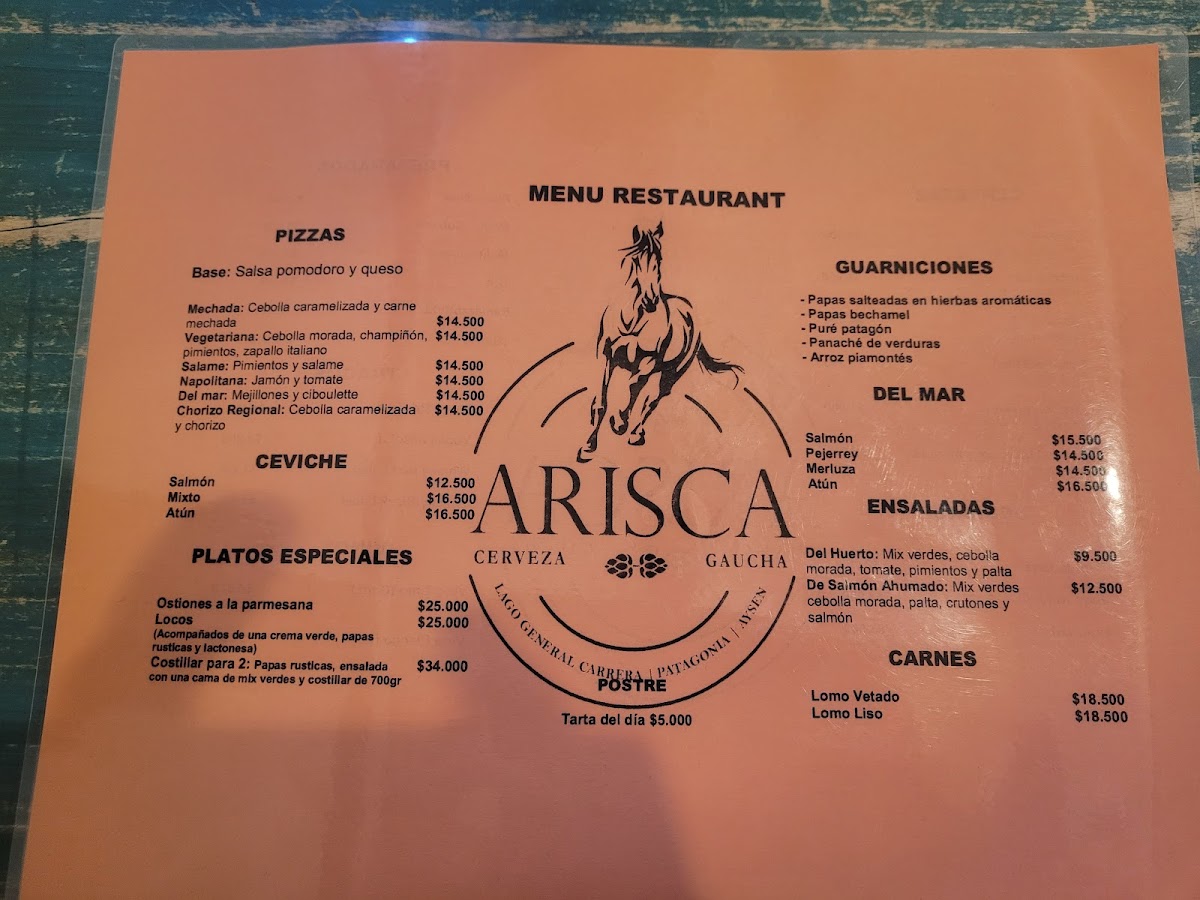 MENU RESTAURANT
PIZZAS
Base: Salsa pomodoro y queso
Mechada: Cebolla caramelizada y carne
mechada $14.500
Vegetariana: Cebolla morada, champiñón, $14.500
pimientos, zapallo italiano
Salame: Pimientos y salame $14.500
Napolitana: Jamón y tomate $14.500
Del mar: Mejillones y ciboulette $14.500
Chorizo Regional: Cebolla caramelizada $14.500
y chorizo
CEVICHE
Salmón $12.500
Mixto $16.500
Atún $16.500
PLATOS ESPECIALES
Ostiones a la parmesana $25.000
Locos $25.000
(Acompañados de una crema verde, papas
rusticas y lactonesa)
Costillar para 2: Papas rusticas, ensalada $34.000
con una cama de mix verdes y costillar de 700gr
ARISCA
CERVEZA GAUCHA
LAGO GENERAL CARRERA | PATAGONIA | AYSEN
POSTRE
Tarta del día $5.000
GUARNICIONES
- Papas salteadas en hierbas aromáticas
- Papas bechamel
- Puré patagón
- Panaché de verduras
- Arroz piamontés
DEL MAR
Salmón $15.500
Pejerrey $14.500
Merluza $14.500
Atún $16.500
ENSALADAS
Del Huerto: Mix verdes, cebolla $9.500
morada, tomate, pimientos y palta
De Salmón Ahumado: Mix verdes $12.500
cebolla morada, palta, crutones y
salmón
CARNES
Lomo Vetado $18.500
Lomo Liso $18.500